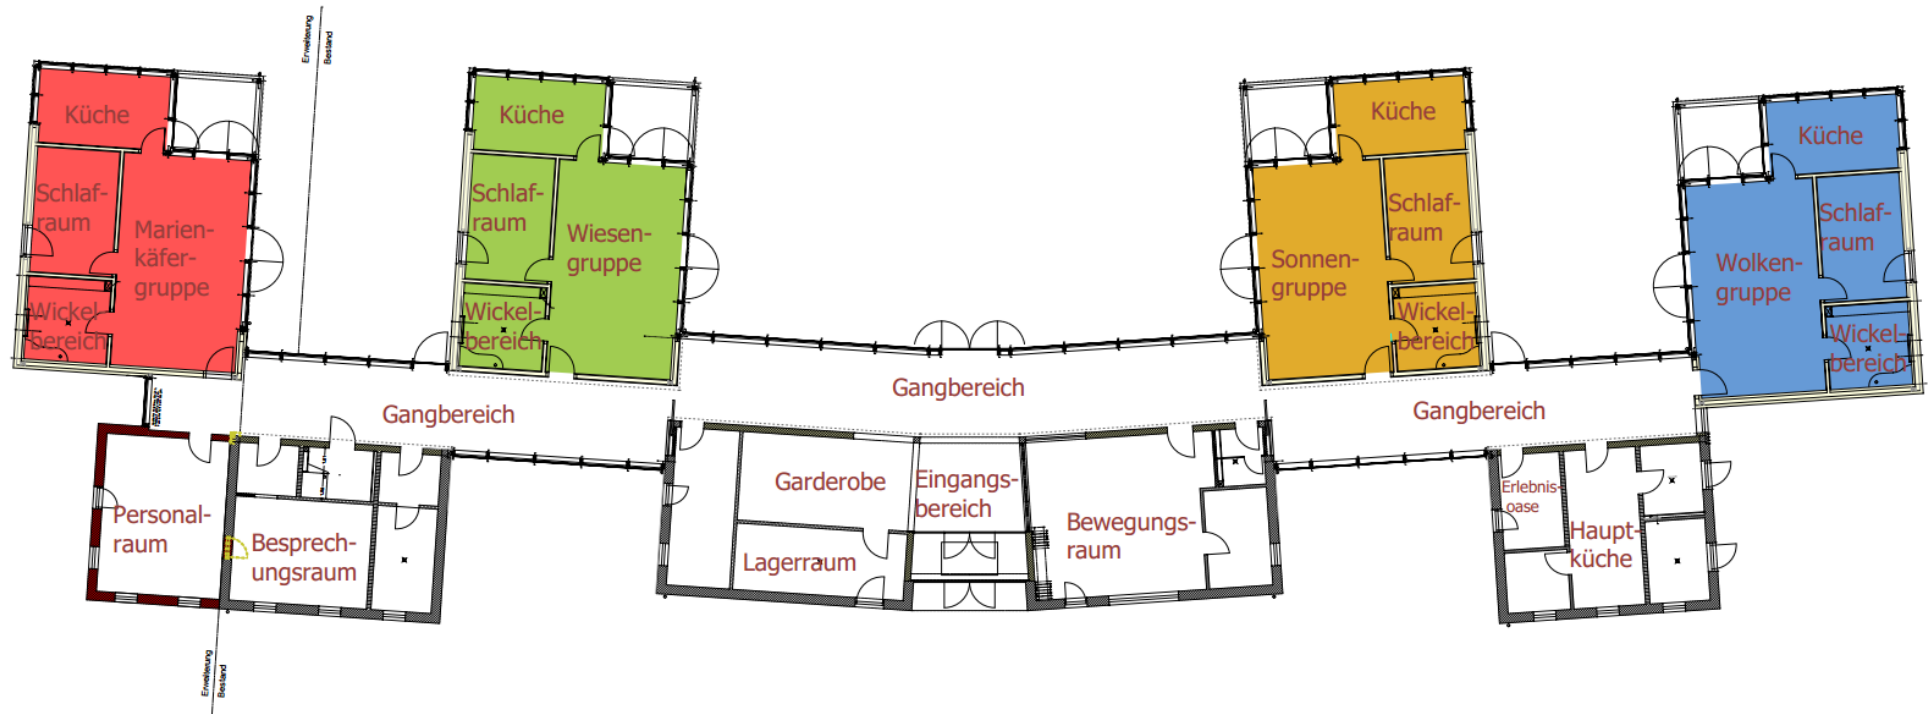 Erweiterung
Bestand
Küche
Schlaf-
raum
Marien-
käfer-
gruppe
Wickel-
bereich
Küche
Schlaf-
raum
Wiesen-
gruppe
Wickel-
bereich
Küche
Schlaf-
raum
Sonnen-
gruppe
Wickel-
bereich
Küche
Schlaf-
raum
Wolken-
gruppe
Wickel-
bereich
Gangbereich
Gangbereich
Gangbereich
Personal-
raum
Besprech-
ungsraum
Garderobe
Lagerraum
Eingangs-
bereich
Bewegungs-
raum
Erlebnis-
oase
Haupt-
küche
Erweiterung
Bestand